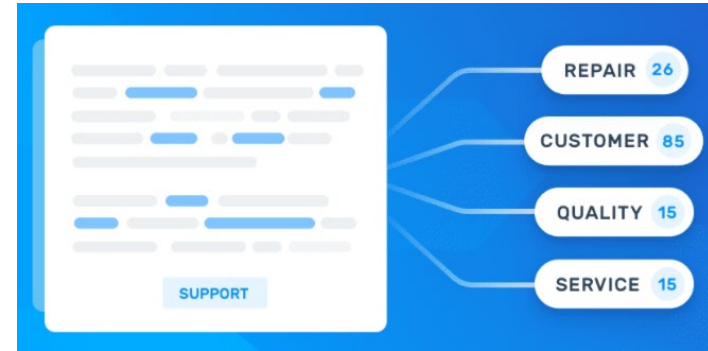 SUPPORT
REPAIR 26
CUSTOMER 85
QUALITY 15
SERVICE 15